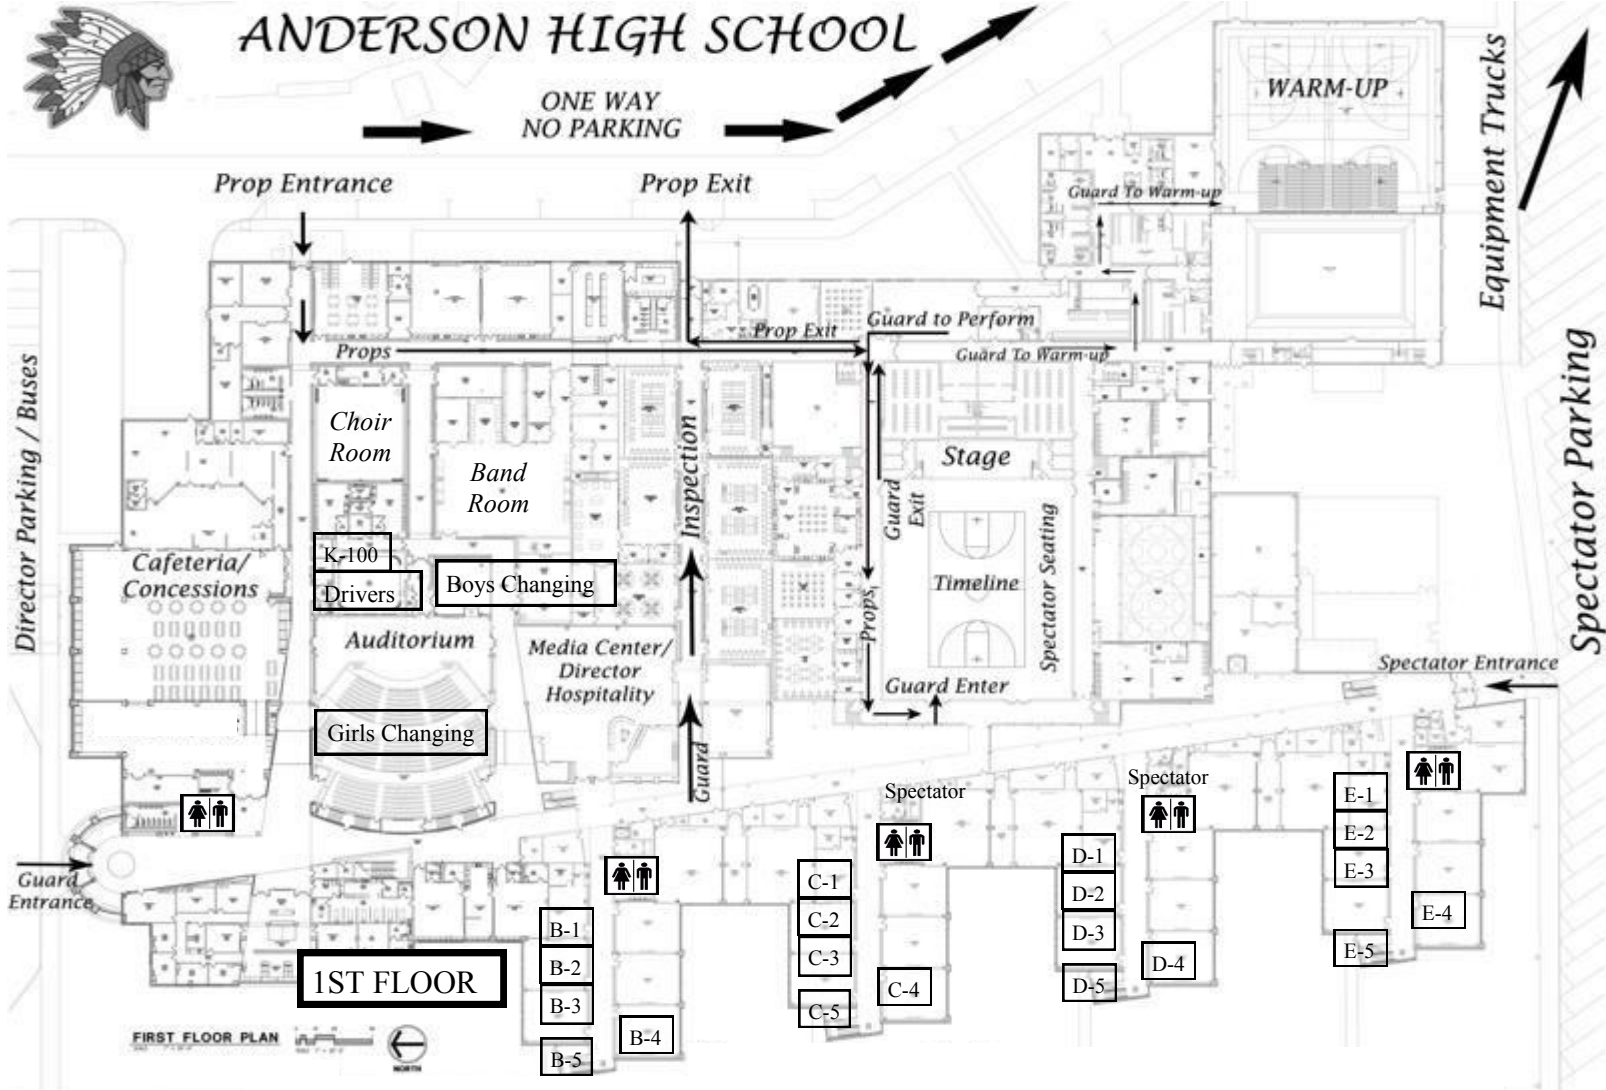 ANDERSON HIGH SCHOOL
ONE WAY
NO PARKING
WARM-UP
Equipment Trucks
Prop Entrance
Prop Exit
Guard To Warm-up
Guard to Perform
Prop Exit
Props
Guard To Warm-up
Director Parking / Buses
Spectator Parking
Choir
Room
Band
Room
Inspection
Stage
Guard
Exit
Spectator Seating
Cafeteria/
Concessions
K-100
Drivers
Boys Changing
Timeline
Props
Auditorium
Media Center/
Director
Hospitality
Guard Enter
Spectator Entrance
Girls Changing
Guard
Spectator
Spectator
Guard
Entrance
B-1
B-2
B-3
B-4
B-5
C-1
C-2
C-3
C-4
C-5
D-1
D-2
D-3
D-4
D-5
E-1
E-2
E-3
E-4
E-5
1ST FLOOR
FIRST FLOOR PLAN
NORTH